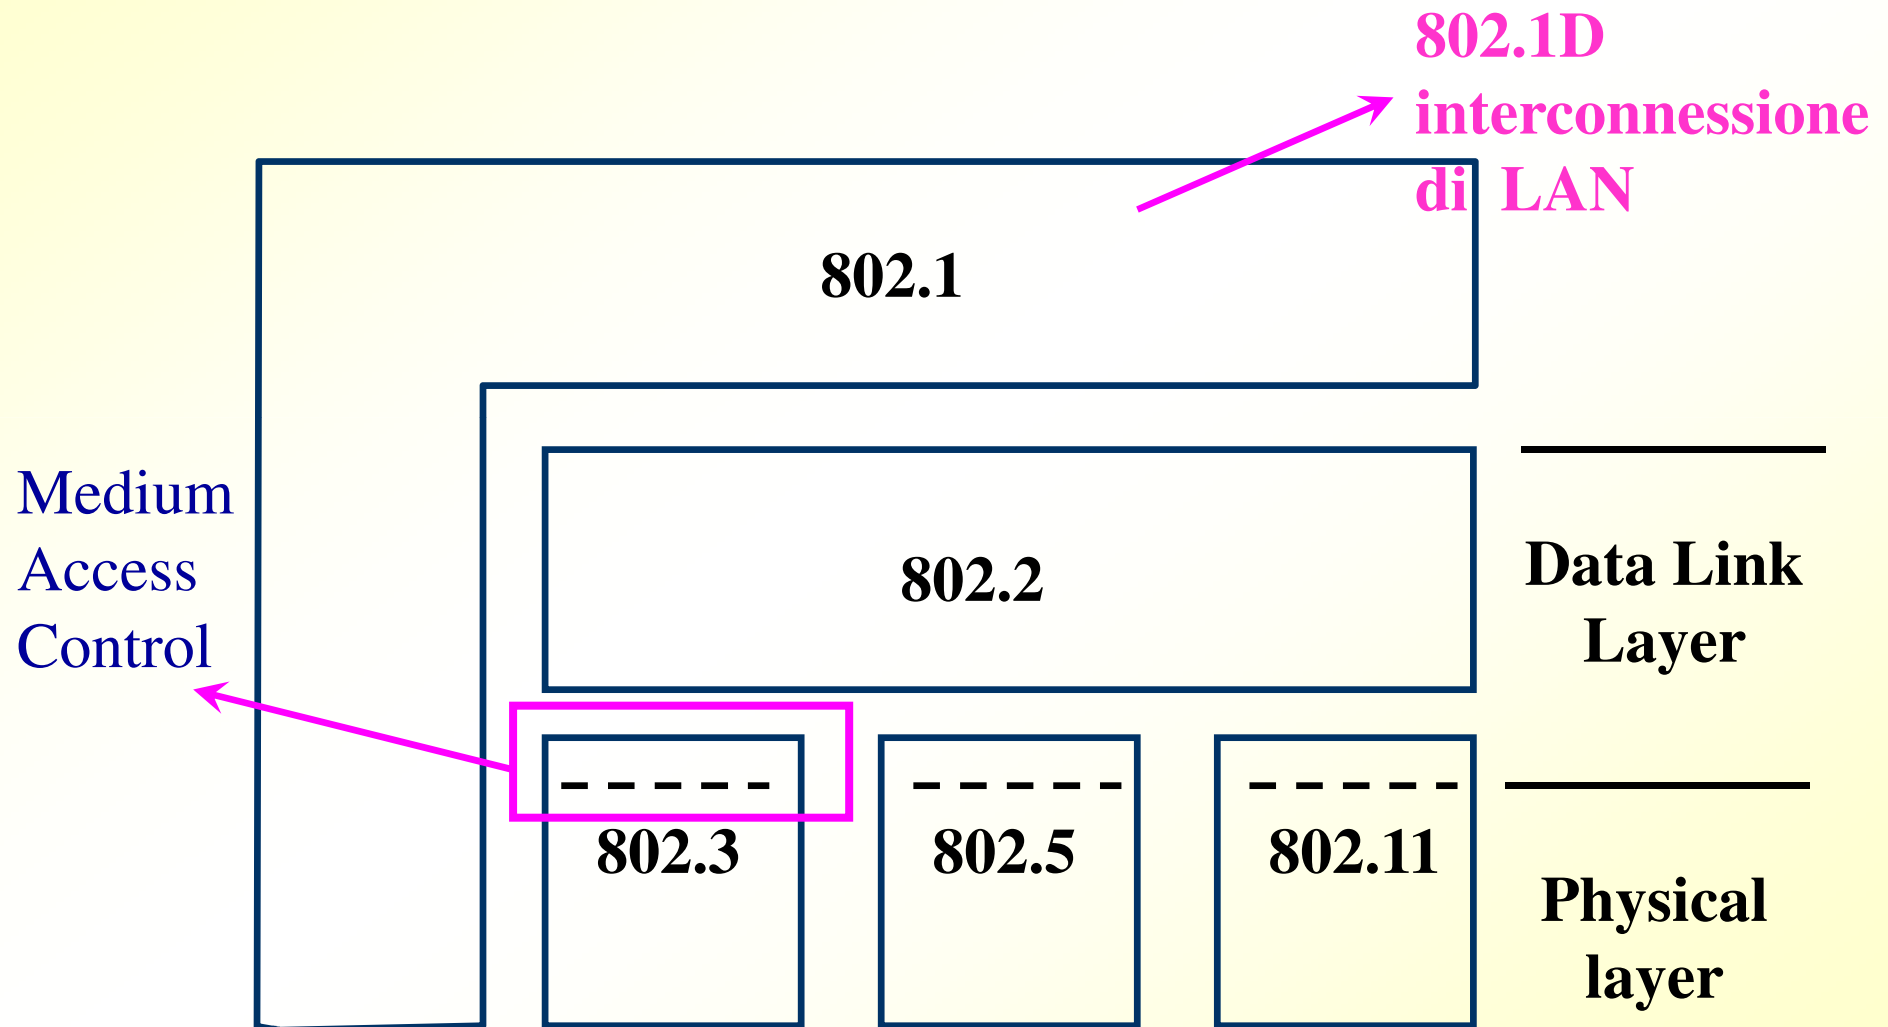 802.1D
interconnessione
di LAN
802.1
Medium
Access
Control
802.2
Data Link
Layer
802.3
802.5
802.11
Physical
layer